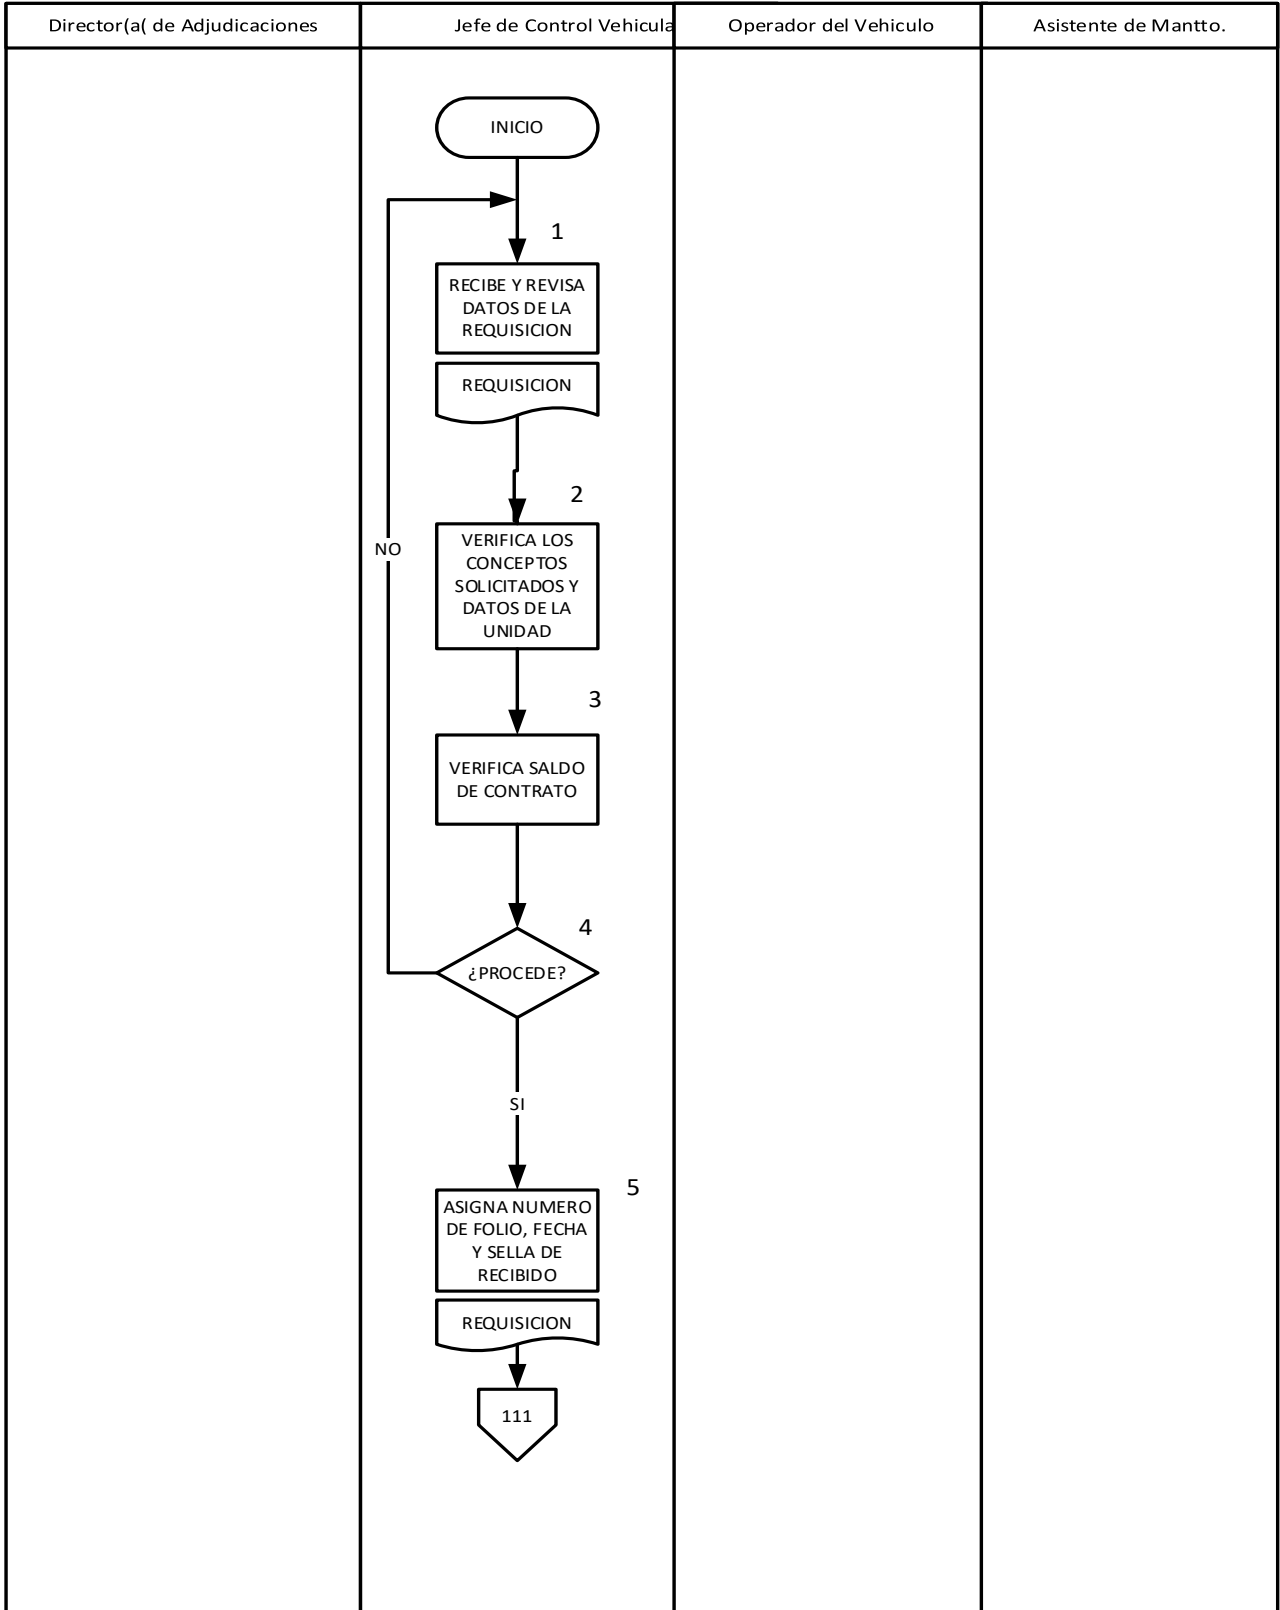 Director(a( de Adjudicaciones
Jefe de Control Vehicula
Operador del Vehiculo
Asistente de Mantto.
INICIO
1
RECIBE Y REVISA
DATOS DE LA
REQUISICION
REQUISICION
2
VERIFICA LOS
CONCEPTOS
SOLICITADOS Y
DATOS DE LA
UNIDAD
NO
3
VERIFICA SALDO
DE CONTRATO
4
¿PROCEDE?
SI
5
ASIGNA NUMERO
DE FOLIO, FECHA
Y SELLA DE
RECIBIDO
REQUISICION
111